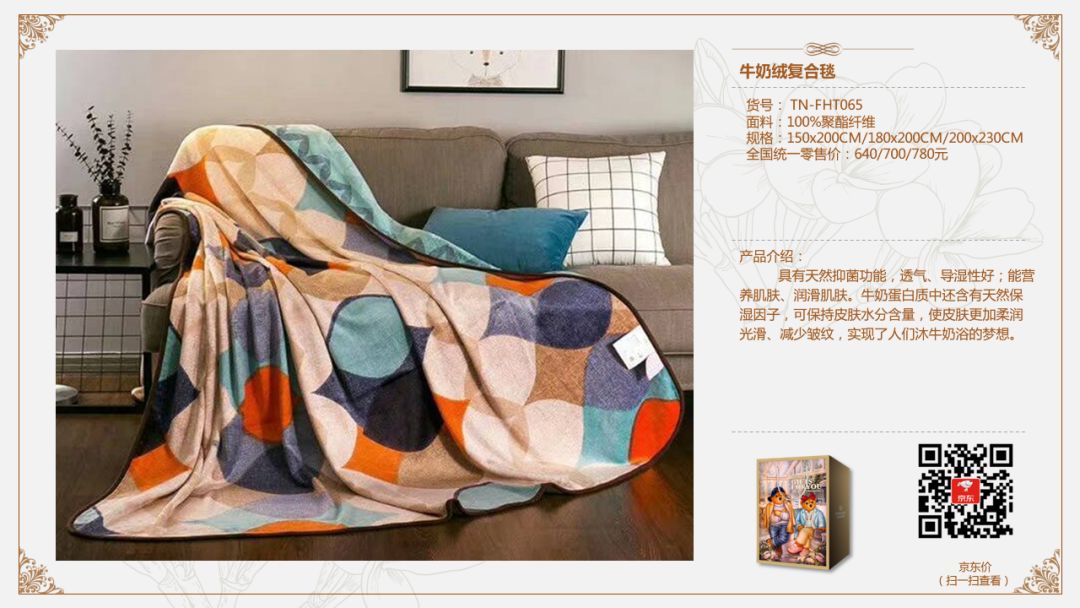 牛奶绒复合毯
货号： TN-FHT065
面料：100%聚酯纤维
规格：150x200CM/180x200CM/200x230CM
全国统一零售价：640/700/780元
产品介绍：
具有天然抑菌功能，透气、导湿性好；能营
养肌肤、润滑肌肤。牛奶蛋白质中还含有天然保
湿因子，可保持皮肤水分含量，使皮肤更加柔润
光滑、减少皱纹，实现了人们沐牛奶浴的梦想。
京东
京东价
（扫一扫查看）